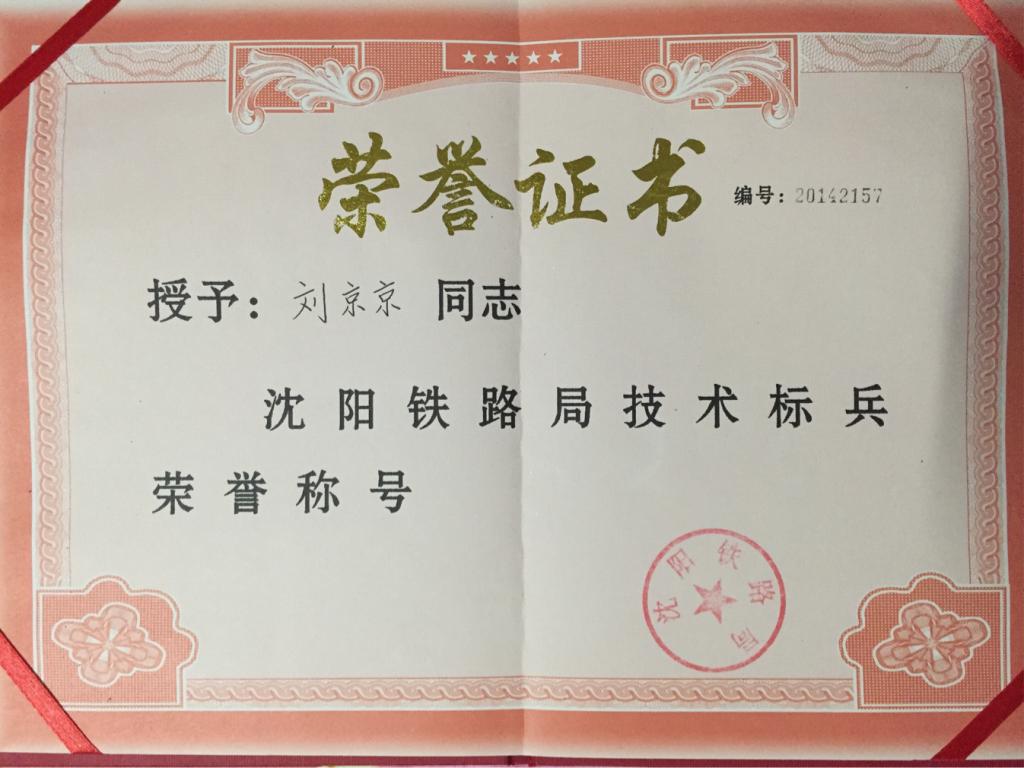 荣誉证书
编号：20142157
授予：刘京京 同志
沈阳铁路局技术标兵
荣誉称号
沈阳铁路局